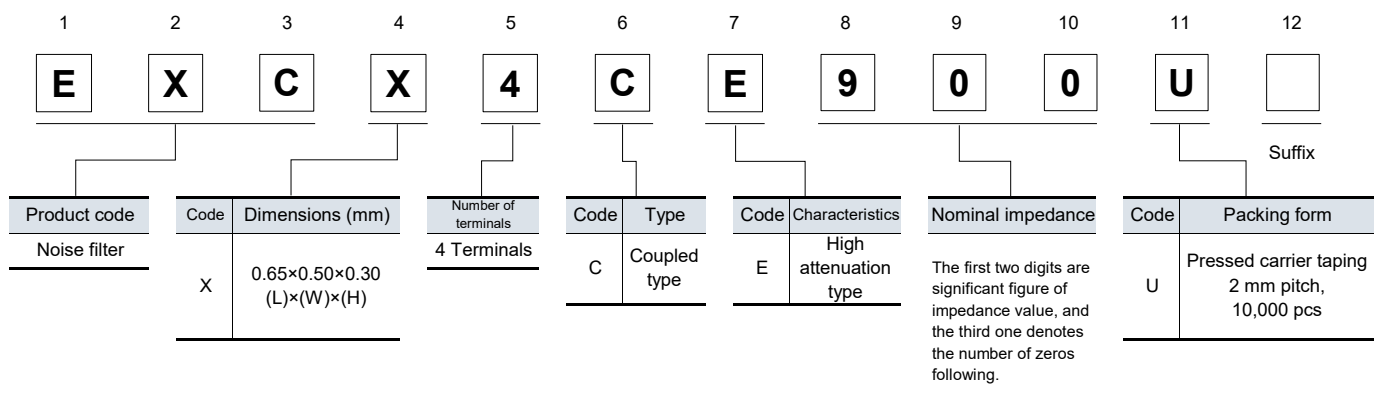 1 2 3 4 5 6 7 8 9 10 11 12
E X C X 4 C E 9 0 0 U
Suffix
Product code
Noise filter
Code Dimensions (mm)
X
0.65×0.50×0.30
(L)×(W)×(H)
Number of
terminals
4 Terminals
Code Type
C
Coupled
type
Code Characteristics
E
High
attenuation
type
Nominal impedance
The first two digits are
significant figure of
impedance value, and
the third one denotes
the number of zeros
following.
Code Packing form
U
Pressed carrier taping
2 mm pitch,
10,000 pcs